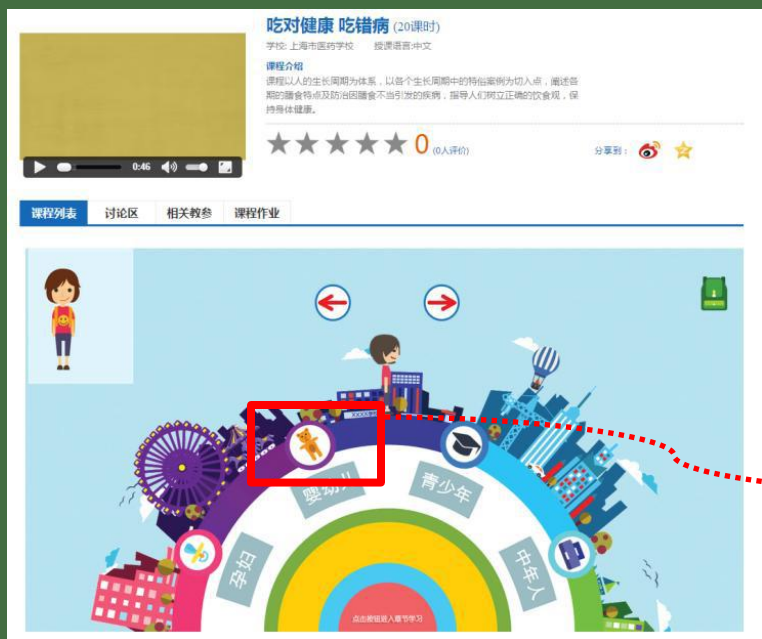 吃对健康 吃错病 (20课时)
学校: 上海市医药学校 授课语言:中文
课程介绍
课程以人的生长周期为体系，以各个生长周期中的特俗案例为切入点，阐述各
期的膳食特点及防治因膳食不当引发的疾病，指导人们树立正确的饮食观，保
持身体健康。
0 (0人评价)
分享到：
0:46
课程列表 讨论区 相关教参 课程作业
婴幼儿
青少年
孕妇
中年人
点击按钮进入章节学习